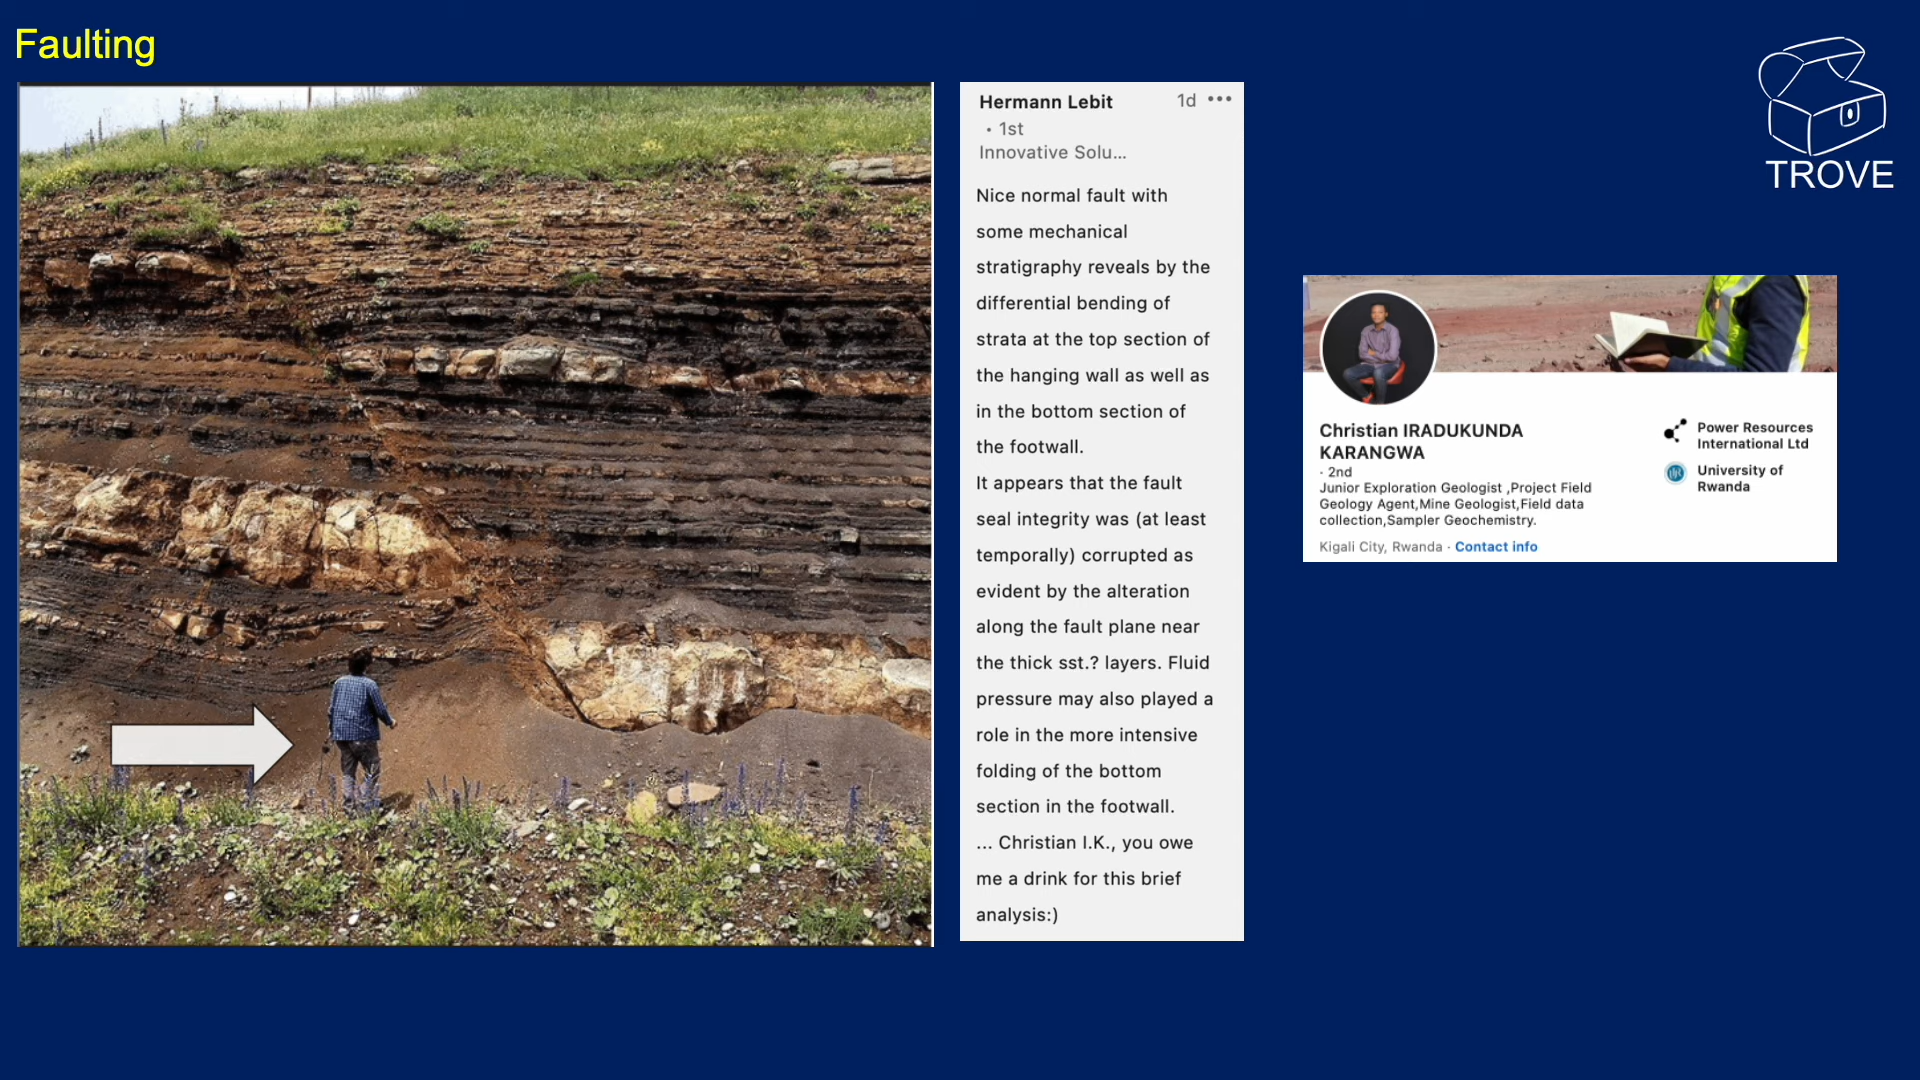 Faulting
TROVE
Hermann Lebit
1d •••
• 1st
Innovative Solu...
Nice normal fault with
some mechanical
stratigraphy reveals by the
differential bending of
strata at the top section of
the hanging wall as well as
in the bottom section of
the footwall.
It appears that the fault
seal integrity was (at least
temporally) corrupted as
evident by the alteration
along the fault plane near
the thick sst.? layers. Fluid
pressure may also played a
role in the more intensive
folding of the bottom
section in the footwall.
... Christian I.K., you owe
me a drink for this brief
analysis:)
Christian IRADUKUNDA
KARANGWA
· 2nd
Junior Exploration Geologist ,Project Field
Geology Agent,Mine Geologist,Field data
collection,Sampler Geochemistry.
Kigali City, Rwanda · Contact info
Power Resources
International Ltd
University of
Rwanda